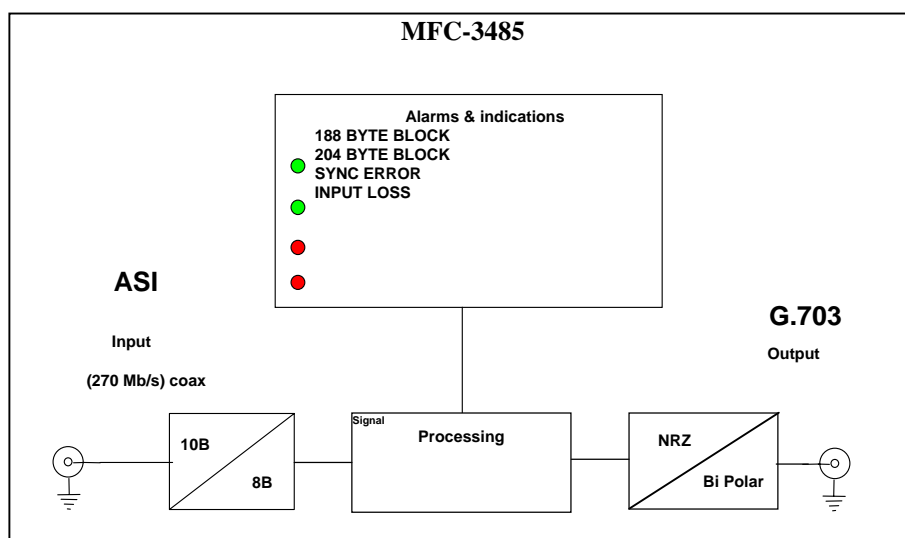 MFC-3485
Alarms & indications
188 BYTE BLOCK
204 BYTE BLOCK
SYNC ERROR
INPUT LOSS
ASI
Input
(270 Mb/s) coax
G.703
Output
10B
8B
Signal
Processing
NRZ
Bi Polar